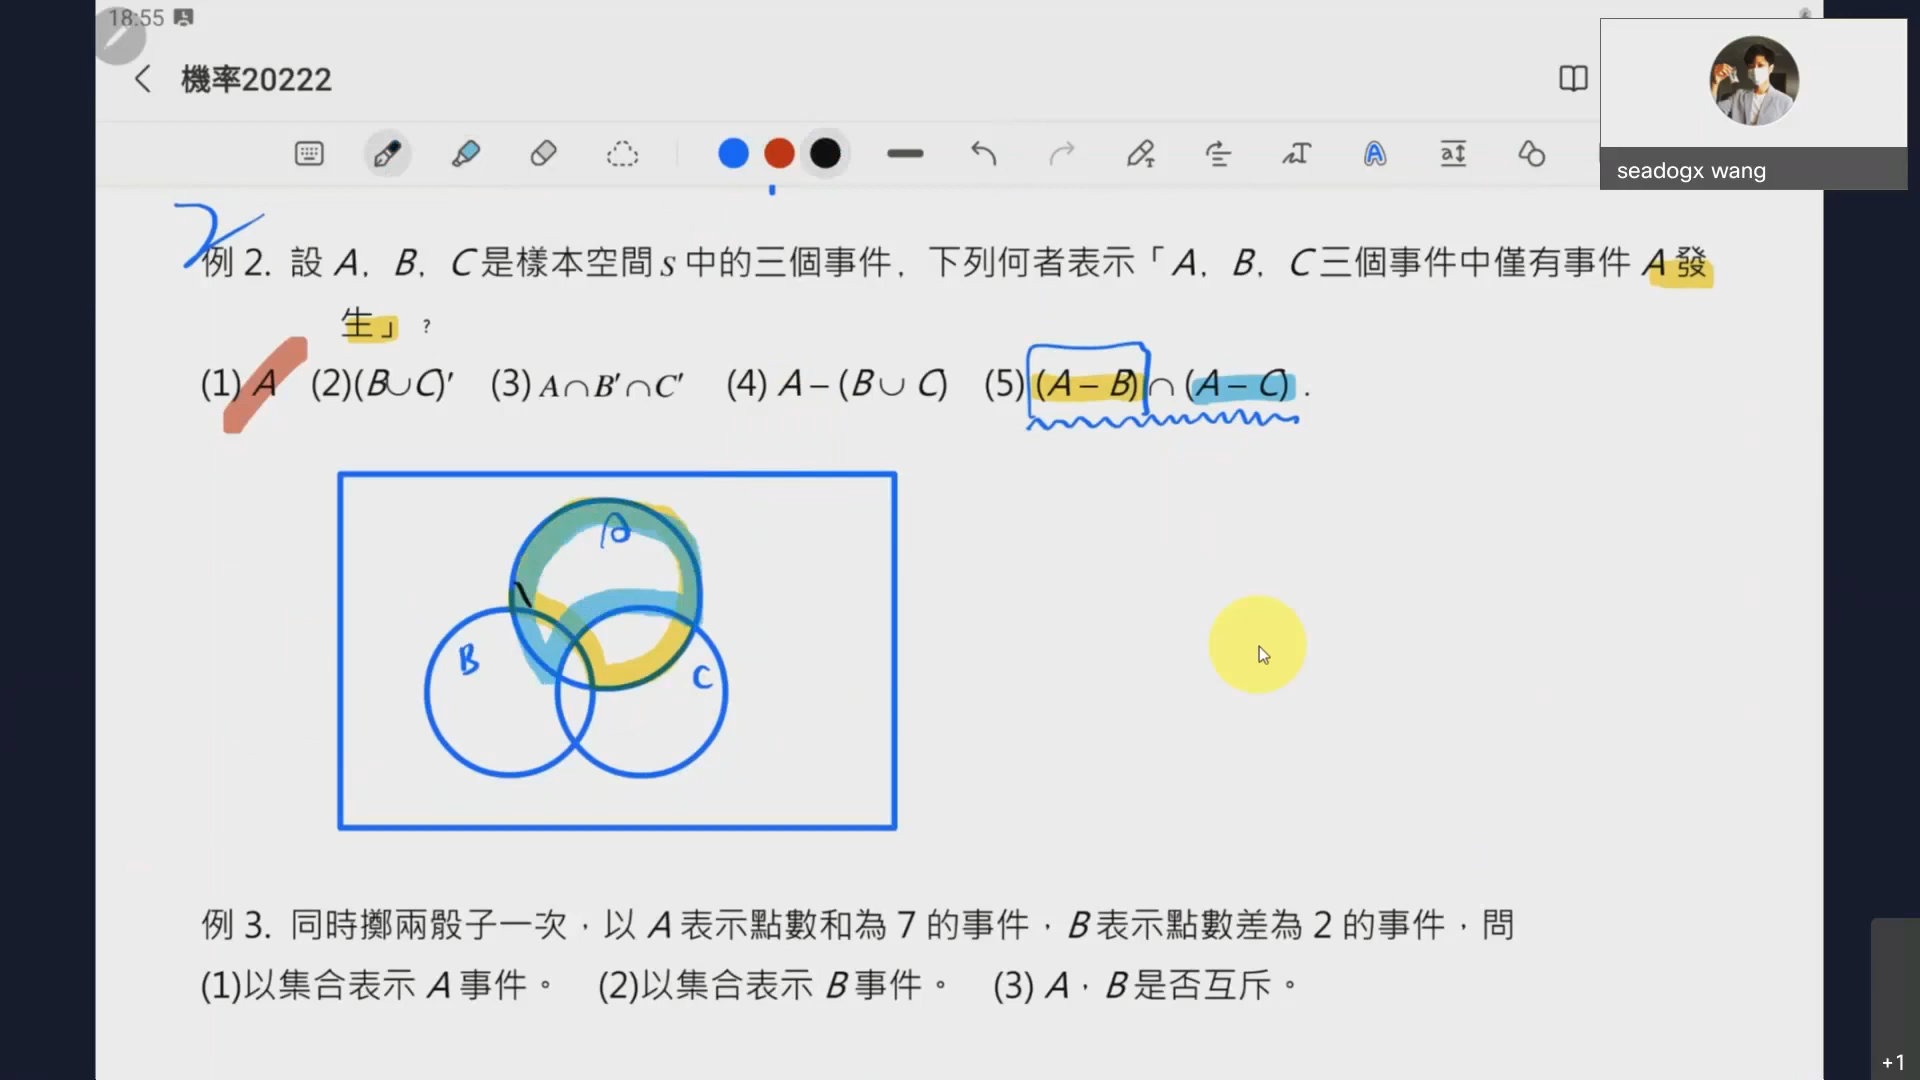 18:55
機率20222
seadogx wang
例 2. 設 A, B, C 是樣本空間 S 中的三個事件, 下列何者表示「A, B, C 三個事件中僅有事件 A 發
生」?
(1) A (2)(B∪C)′ (3) A∩B′∩C′ (4) A−(B∪C) (5) (A−B)∩(A−C).
A
B
C
例 3. 同時擲兩骰子一次,以 A 表示點數和為 7 的事件,B 表示點數差為 2 的事件,問
(1)以集合表示 A 事件。 (2)以集合表示 B 事件。 (3) A,B 是否互斥。
+1